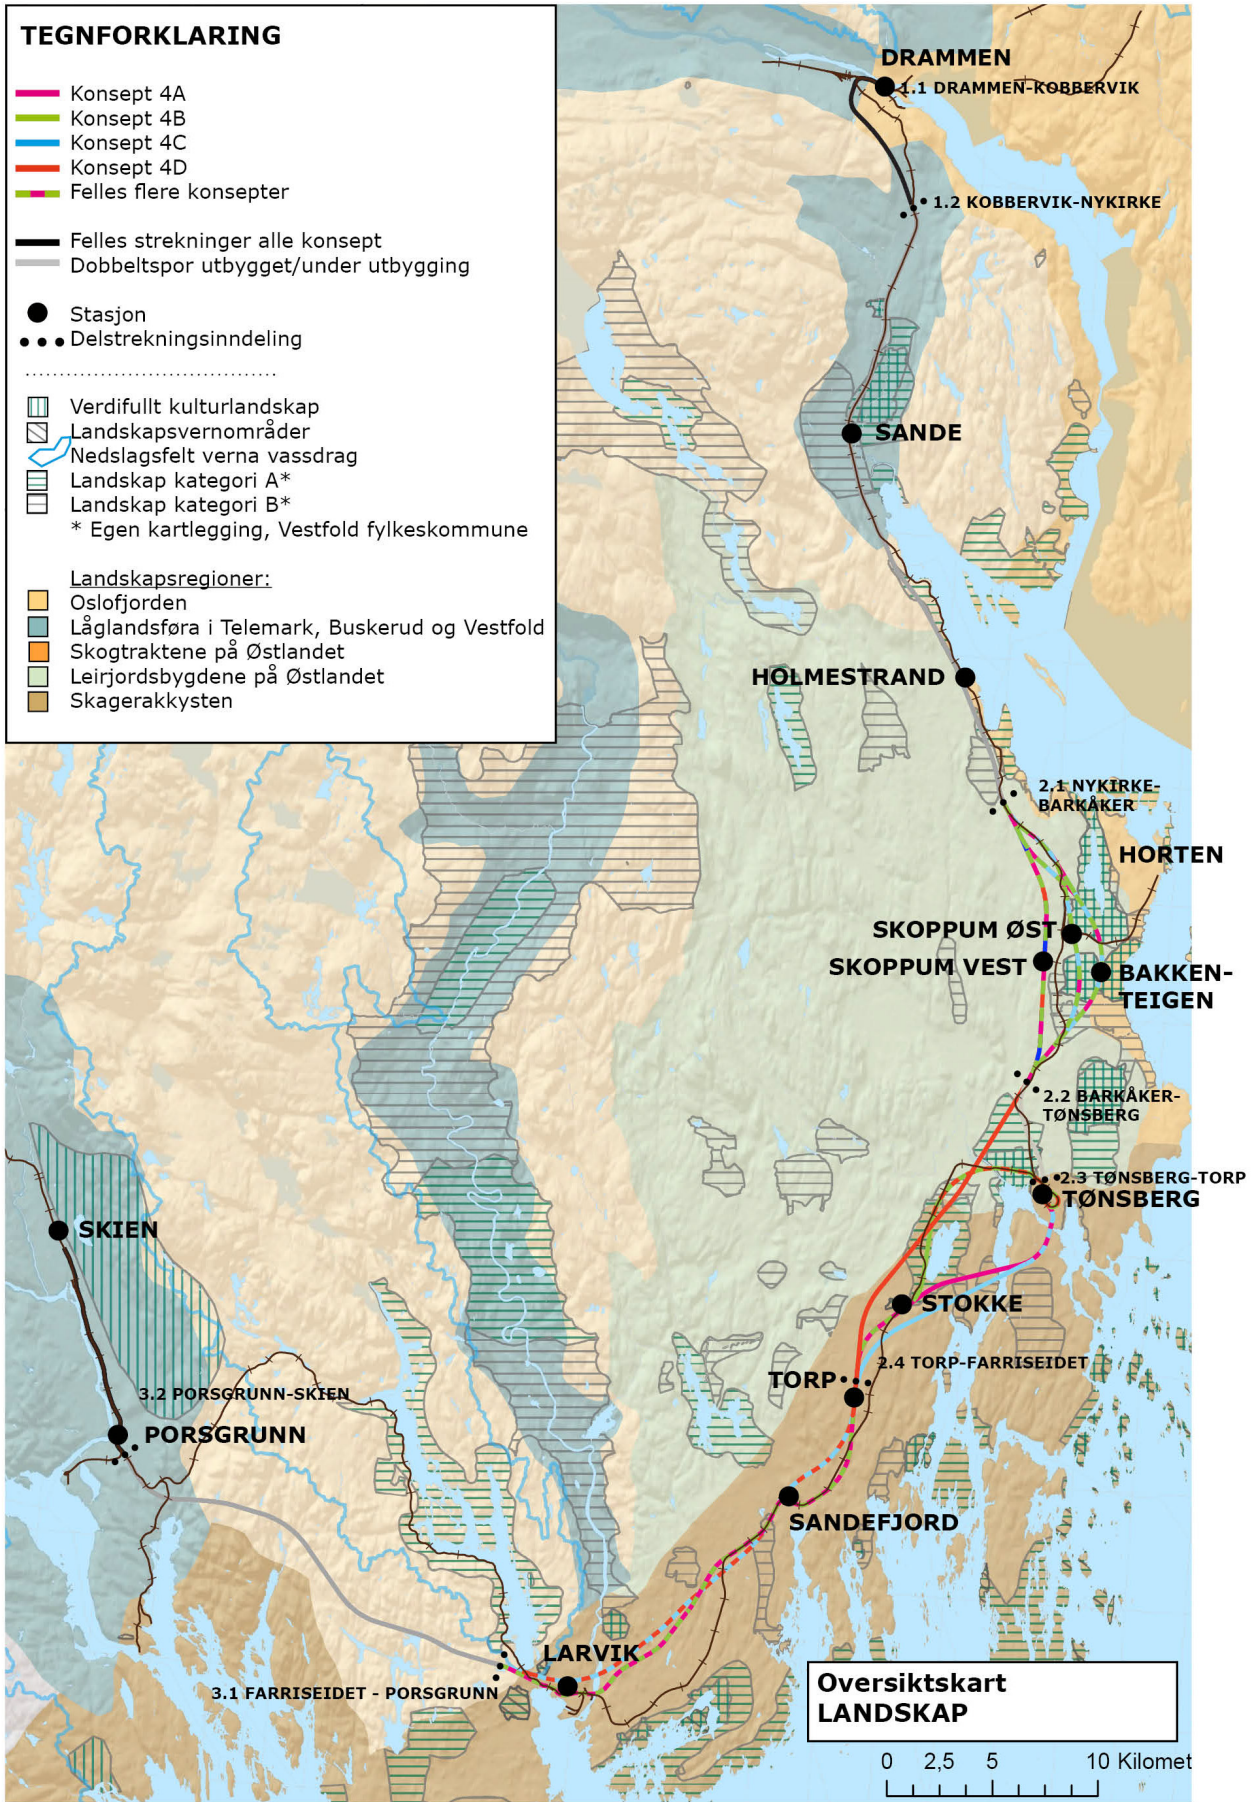 TEGNFORKLARING
Konsept 4A
Konsept 4B
Konsept 4C
Konsept 4D
Felles flere konsepter
Felles strekninger alle konsept
Dobbeltspor utbygget/under utbygging
Stasjon
Delstrekningsinndeling
Verdifullt kulturlandskap
Landskapsvernområder
Nedslagsfelt verna vassdrag
Landskap kategori A*
Landskap kategori B*
* Egen kartlegging, Vestfold fylkeskommune
Landskapsregioner:
Oslofjorden
Låglandsføra i Telemark, Buskerud og Vestfold
Skogtraktene på Østlandet
Leirjordsbygdene på Østlandet
Skagerakkysten
DRAMMEN
1.1 DRAMMEN-KOBBERVIK
1.2 KOBBERVIK-NYKIRKE
SANDE
HOLMESTRAND
2.1 NYKIRKE-
BARKÅKER
HORTEN
SKOPPUM ØST
SKOPPUM VEST
BAKKEN-
TEIGEN
2.2 BARKÅKER-
TØNSBERG
2.3 TØNSBERG-TORP
TØNSBERG
SKIEN
STOKKE
2.4 TORP-FARRISEIDET
TORP
3.2 PORSGRUNN-SKIEN
PORSGRUNN
SANDEFJORD
LARVIK
3.1 FARRISEIDET - PORSGRUNN
Oversiktskart
LANDSKAP
0 2,5 5 10 Kilomet